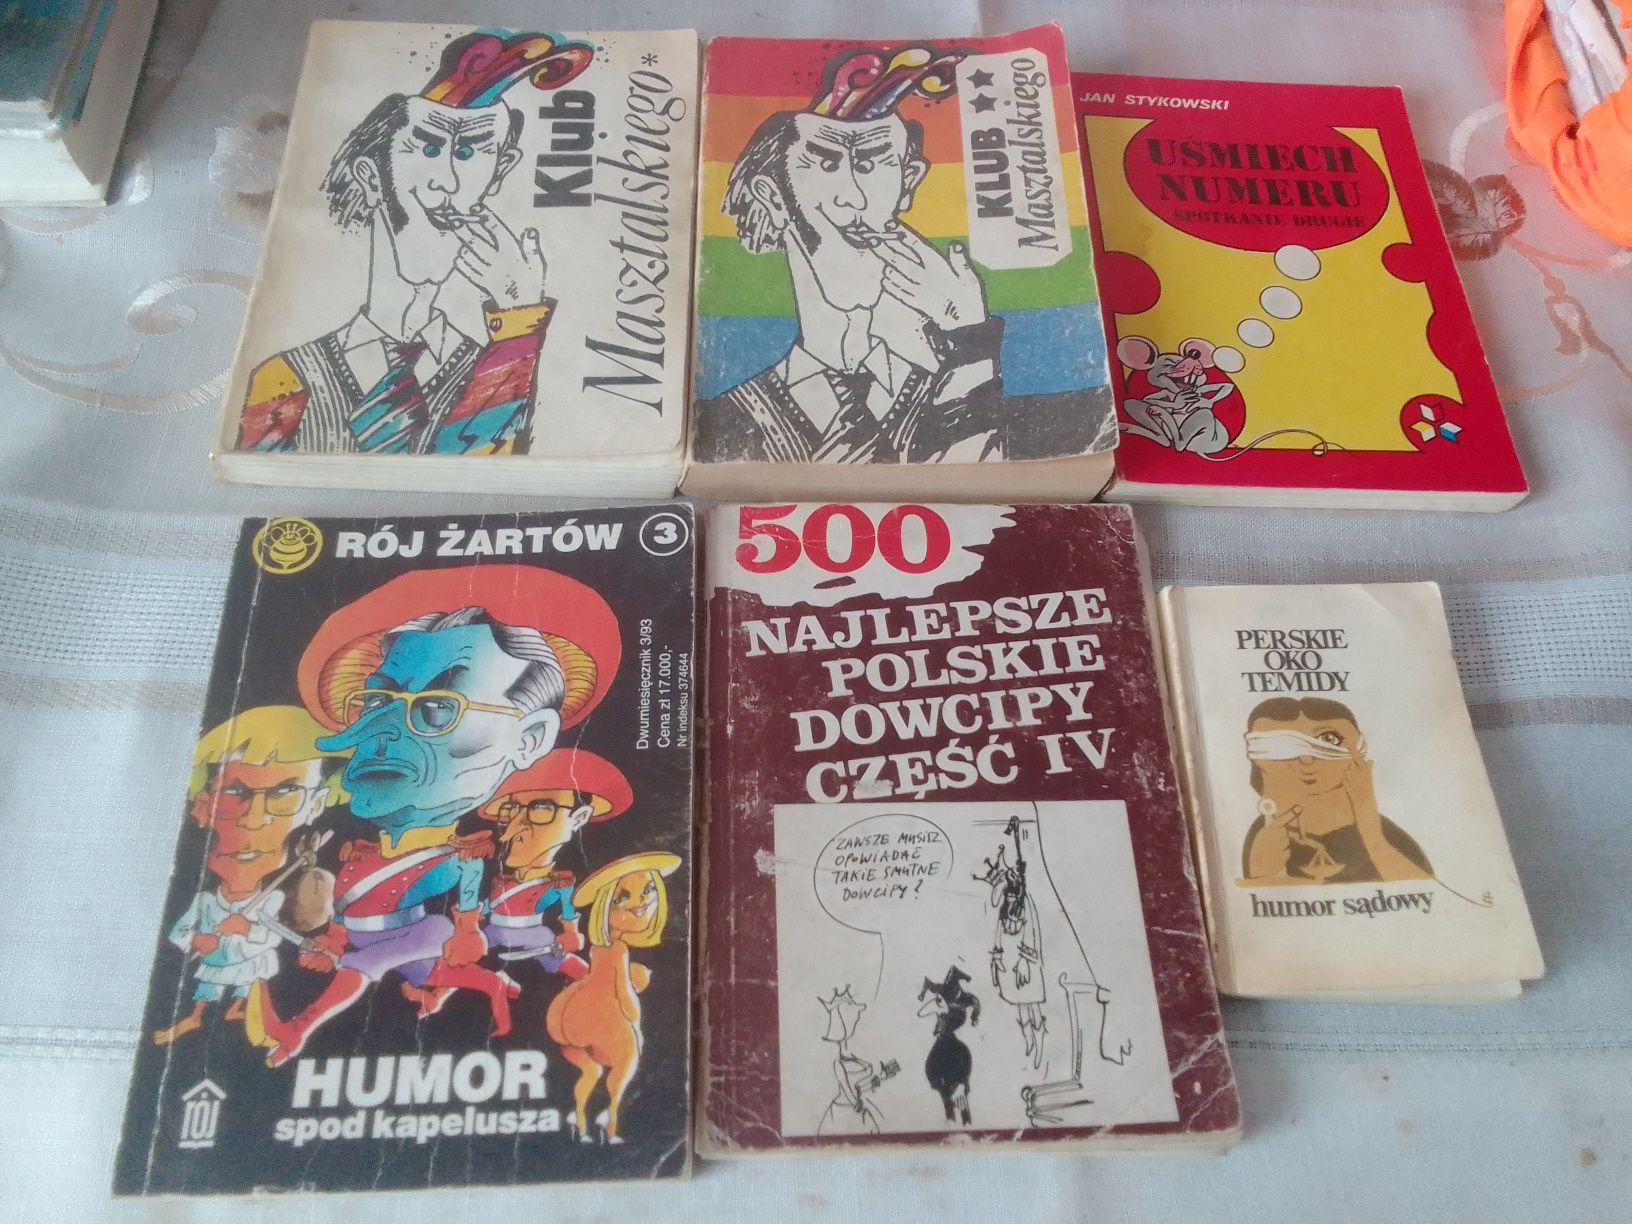 Klub
Masztalskiego*
KLUB **
Masztalskiego
JAN STYKOWSKI
UŚMIECH
NUMERU
SPOTKANIE DRUGIE
RÓJ ŻARTÓW 3
Dwumiesięcznik 3/93
Cena zł 17.000,-
Nr indeksu 374644
HUMOR
spod kapelusza
RÓJ
500
NAJLEPSZE
POLSKIE
DOWCIPY
CZĘŚĆ IV
ZAWSZE MUSISZ
OPOWIADAĆ
TAKIE SMUTNE
DOWCIPY?
PERSKIE
OKO
TEMIDY
humor sądowy